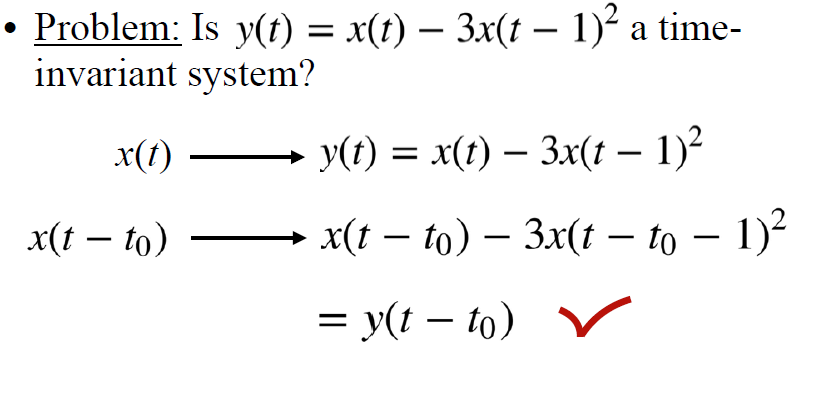 • Problem: Is y(t) = x(t) − 3x(t − 1)² a time-
invariant system?
x(t) ⟶ y(t) = x(t) − 3x(t − 1)²
x(t − t₀) ⟶ x(t − t₀) − 3x(t − t₀ − 1)²
= y(t − t₀) ✓